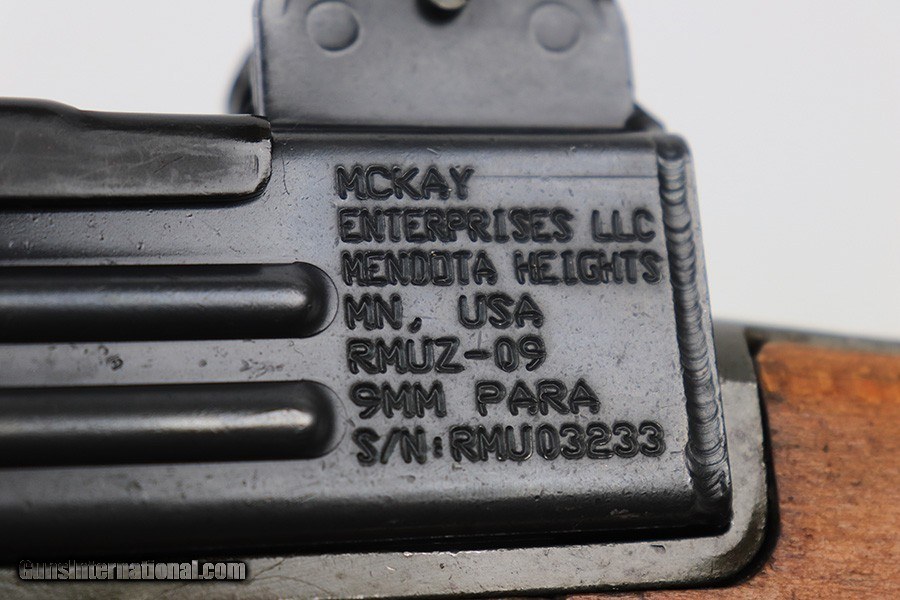 MCKAY
ENTERPRISES LLC
MENDOTA HEIGHTS
MN, USA
RMUZ-09
9MM PARA
S/N:RMU03233
GunsInternational.com